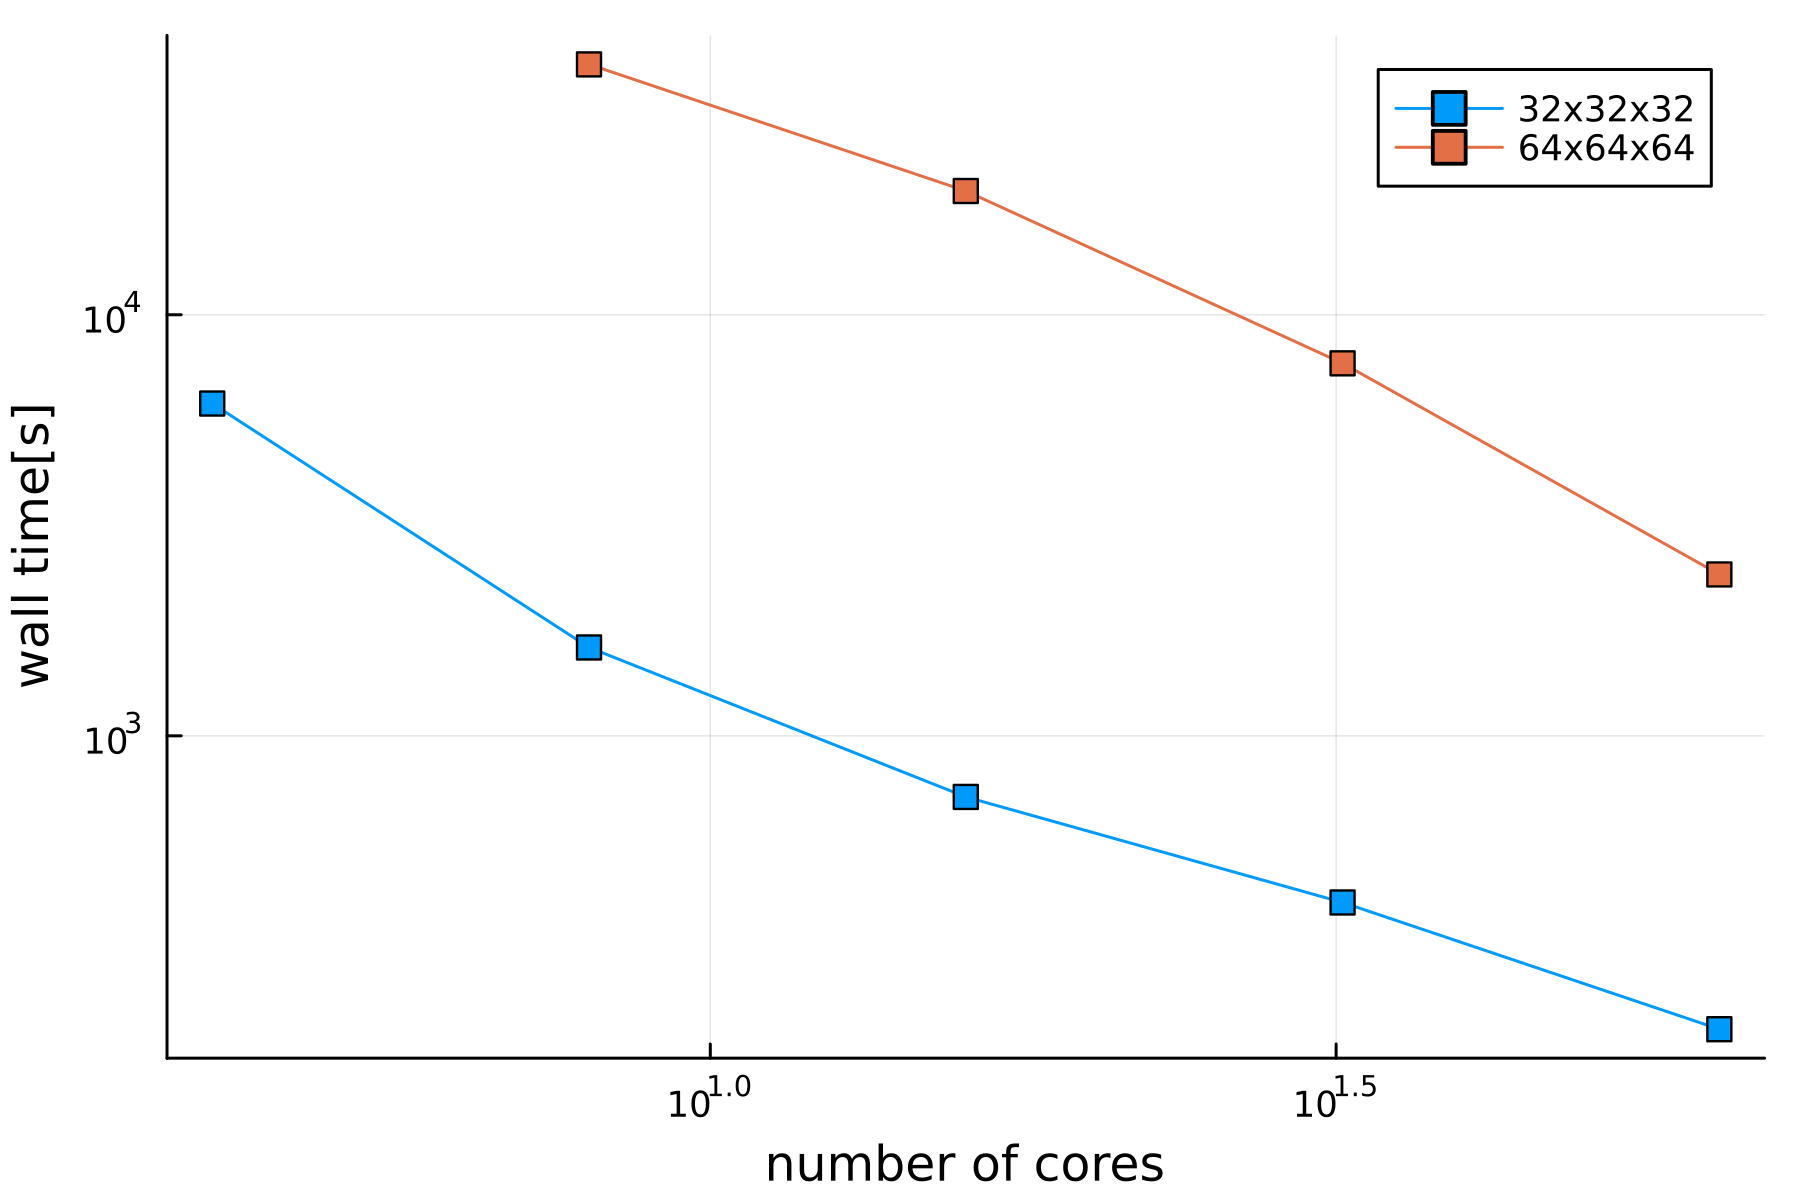 32x32x32
64x64x64
10^4
10^3
wall time[s]
10^1.0
10^1.5
number of cores